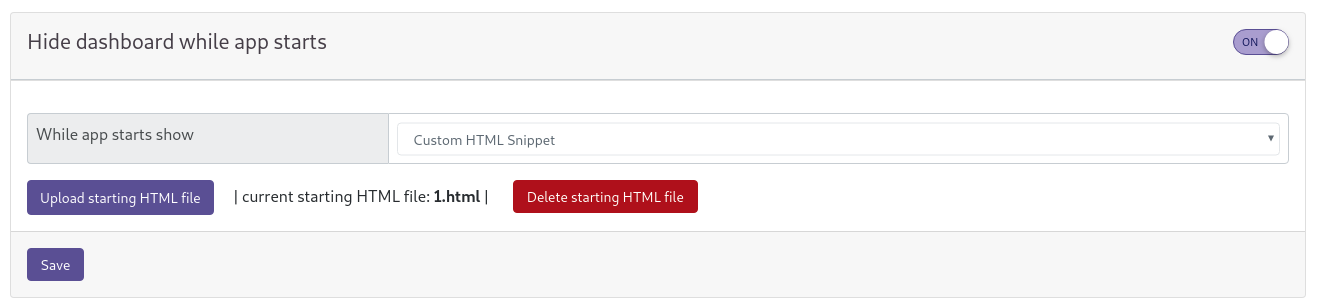 Hide dashboard while app starts
ON
While app starts show
Custom HTML Snippet
Upload starting HTML file | current starting HTML file: 1.html | Delete starting HTML file
Save